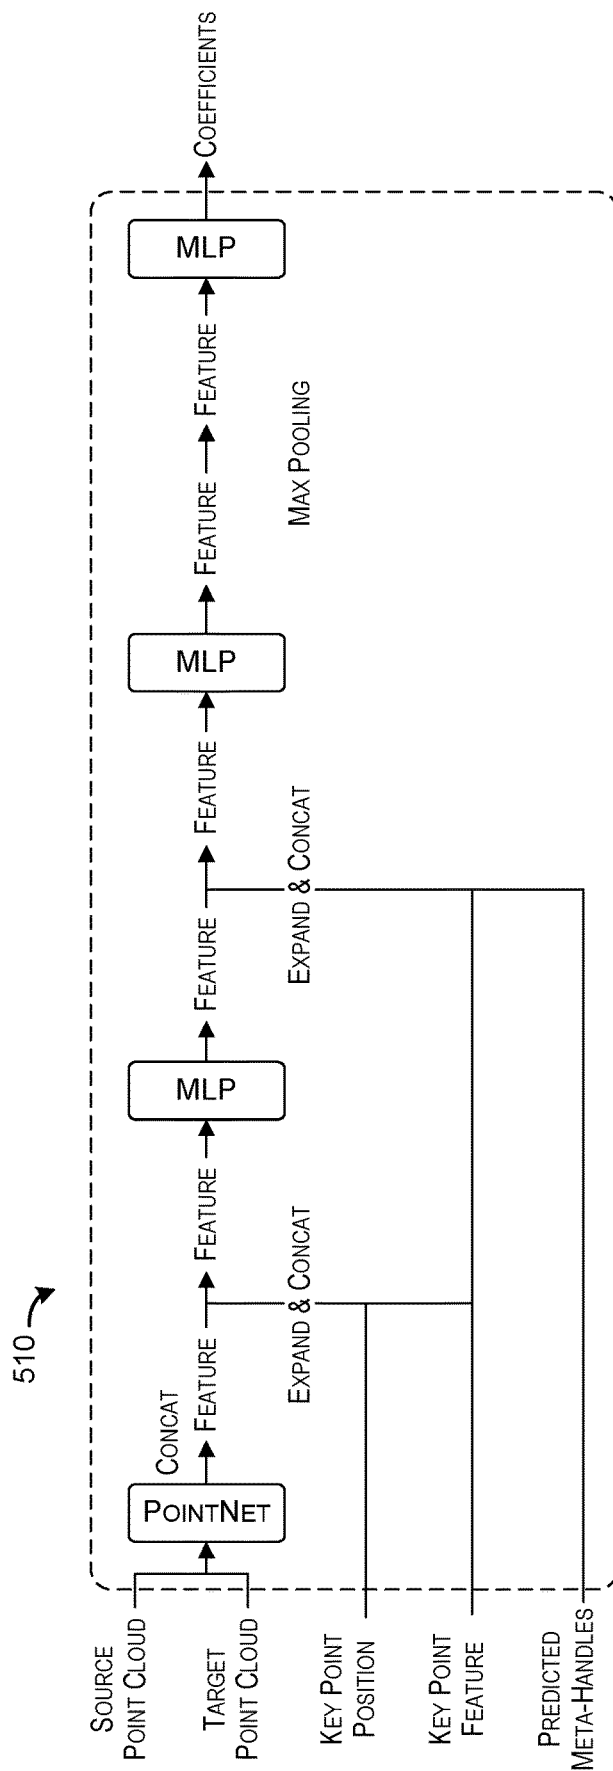 510
SOURCE
POINT CLOUD
TARGET
POINT CLOUD
KEY POINT
POSITION
KEY POINT
FEATURE
PREDICTED
META-HANDLES
POINTNET
CONCAT
FEATURE
EXPAND & CONCAT
FEATURE
MLP
FEATURE
EXPAND & CONCAT
FEATURE
MLP
FEATURE
MAX POOLING
FEATURE
MLP
COEFFICIENTS